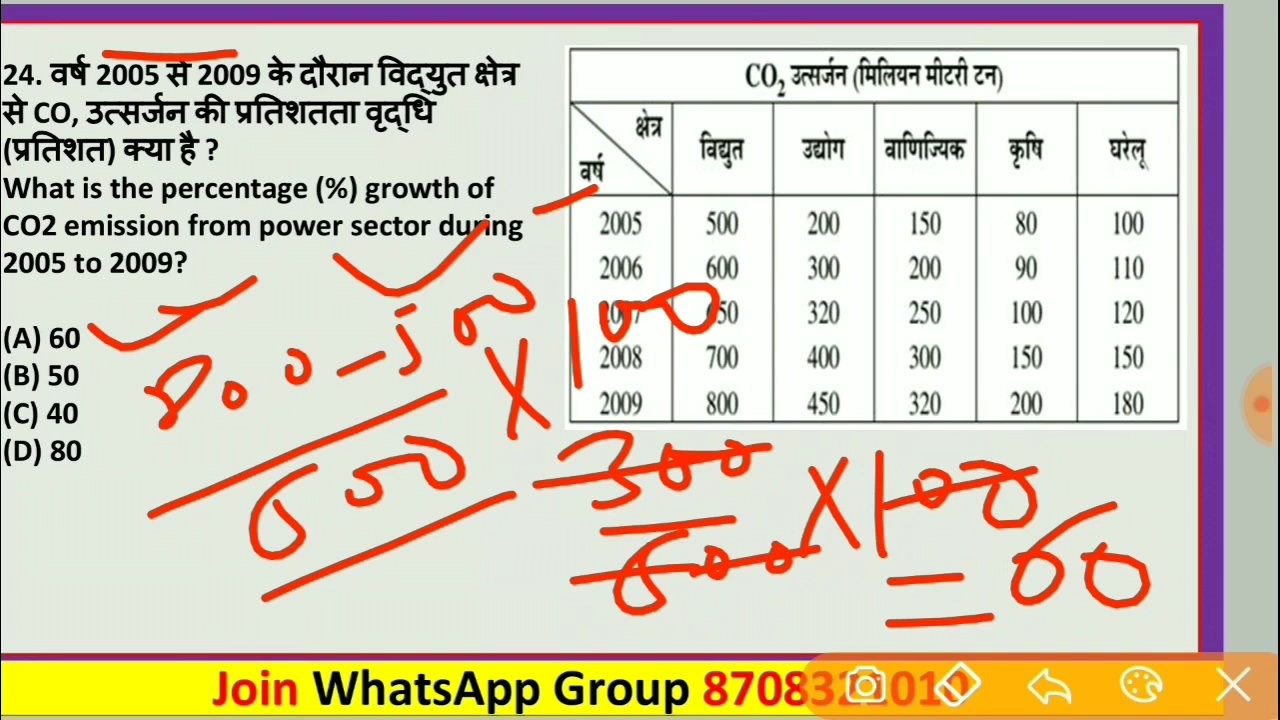 24. वर्ष 2005 से 2009 के दौरान विद्युत क्षेत्र
से CO, उत्सर्जन की प्रतिशतता वृद्धि
(प्रतिशत) क्या है ?
What is the percentage (%) growth of
CO2 emission from power sector during
2005 to 2009?
(A) 60
(B) 50
(C) 40
(D) 80
CO₂ उत्सर्जन (मिलियन मीटरी टन)
क्षेत्र
वर्ष
विद्युत उद्योग वाणिज्यिक कृषि घरेलू
2005 500 200 150 80 100
2006 600 300 200 90 110
2007 650 320 250 100 120
2008 700 400 300 150 150
2009 800 450 320 200 180
800 - 500 X 100
500
300 X 100
500
= 60
Join WhatsApp Group 8708321010